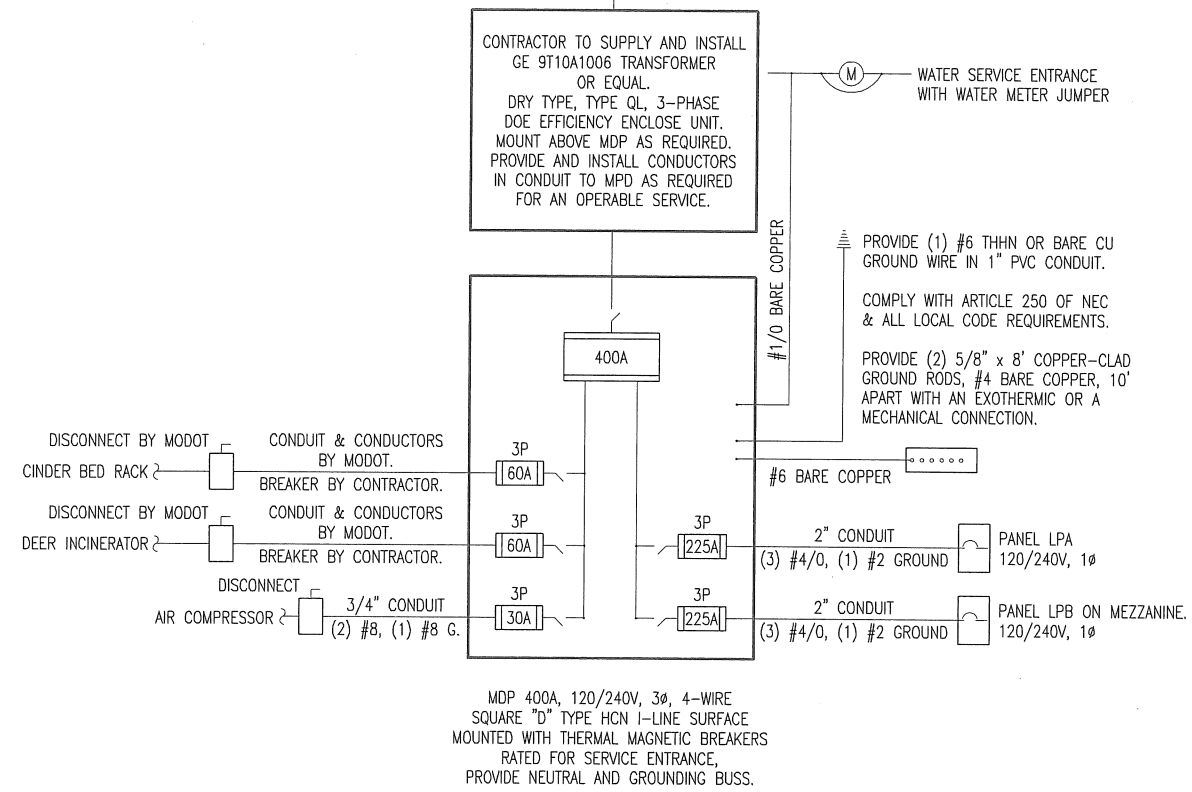 CONTRACTOR TO SUPPLY AND INSTALL
GE 9T10A1006 TRANSFORMER
OR EQUAL.
DRY TYPE, TYPE QL, 3-PHASE
DOE EFFICIENCY ENCLOSE UNIT.
MOUNT ABOVE MDP AS REQUIRED.
PROVIDE AND INSTALL CONDUCTORS
IN CONDUIT TO MPD AS REQUIRED
FOR AN OPERABLE SERVICE.
M
WATER SERVICE ENTRANCE
WITH WATER METER JUMPER
#1/0 BARE COPPER
PROVIDE (1) #6 THHN OR BARE CU
GROUND WIRE IN 1" PVC CONDUIT.
COMPLY WITH ARTICLE 250 OF NEC
& ALL LOCAL CODE REQUIREMENTS.
PROVIDE (2) 5/8" x 8' COPPER-CLAD
GROUND RODS, #4 BARE COPPER, 10'
APART WITH AN EXOTHERMIC OR A
MECHANICAL CONNECTION.
#6 BARE COPPER
400A
DISCONNECT BY MODOT
CINDER BED RACK
CONDUIT & CONDUCTORS
BY MODOT.
BREAKER BY CONTRACTOR.
3P
60A
DISCONNECT BY MODOT
DEER INCINERATOR
CONDUIT & CONDUCTORS
BY MODOT.
BREAKER BY CONTRACTOR.
3P
60A
DISCONNECT
AIR COMPRESSOR
3/4" CONDUIT
(2) #8, (1) #8 G.
3P
30A
3P
225A
2" CONDUIT
(3) #4/0, (1) #2 GROUND
PANEL LPA
120/240V, 1ø
3P
225A
2" CONDUIT
(3) #4/0, (1) #2 GROUND
PANEL LPB ON MEZZANINE.
120/240V, 1ø
MDP 400A, 120/240V, 3ø, 4-WIRE
SQUARE "D" TYPE HCN I-LINE SURFACE
MOUNTED WITH THERMAL MAGNETIC BREAKERS
RATED FOR SERVICE ENTRANCE,
PROVIDE NEUTRAL AND GROUNDING BUSS.